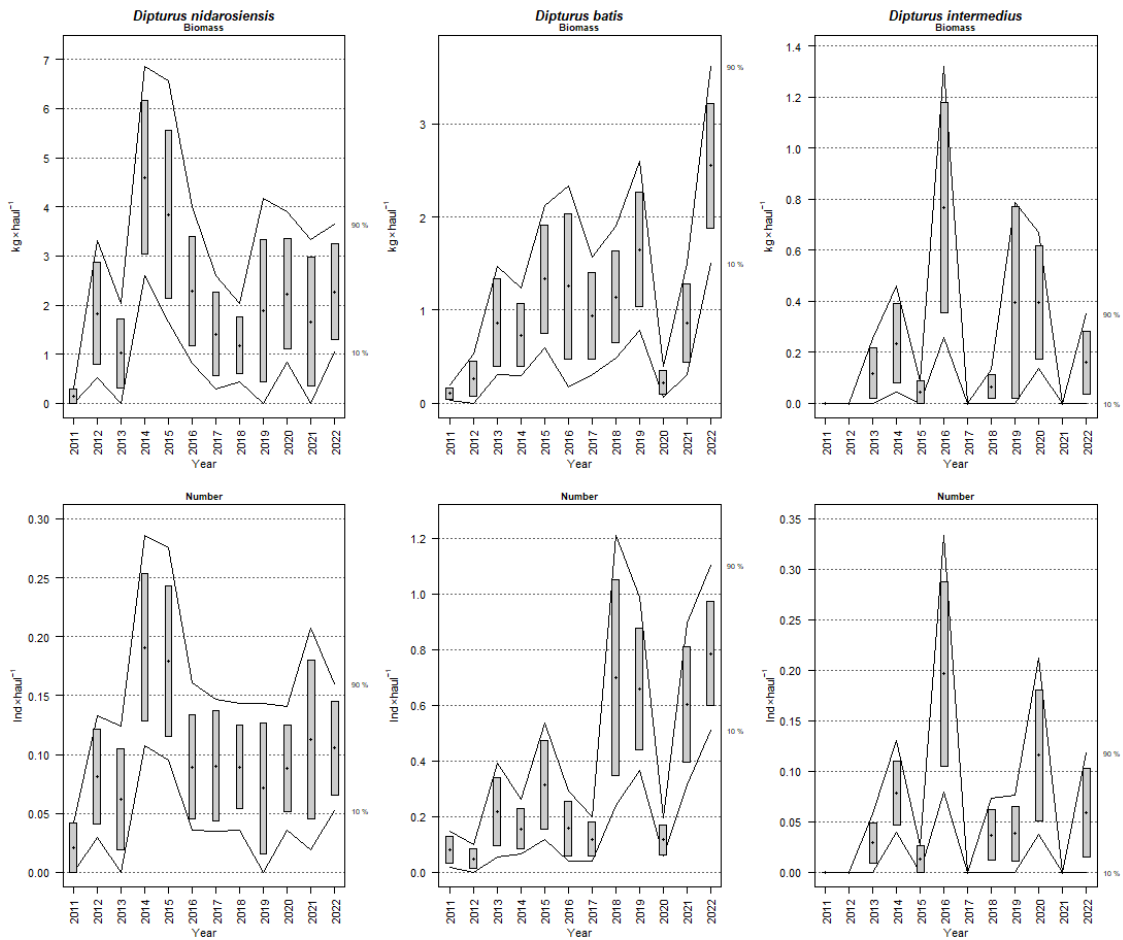 Dipturus nidarosiensis
Biomass
7
6
5
4
3
2
1
0
kg×haul⁻¹
90 %
10 %
2011 2012 2013 2014 2015 2016 2017 2018 2019 2020 2021 2022
Year
Dipturus batis
Biomass
3
2
1
0
kg×haul⁻¹
90 %
10 %
2011 2012 2013 2014 2015 2016 2017 2018 2019 2020 2021 2022
Year
Dipturus intermedius
Biomass
1.4
1.2
1.0
0.8
0.6
0.4
0.2
0.0
kg×haul⁻¹
90 %
10 %
2011 2012 2013 2014 2015 2016 2017 2018 2019 2020 2021 2022
Year
Number
0.30
0.25
0.20
0.15
0.10
0.05
0.00
Ind×haul⁻¹
90 %
10 %
2011 2012 2013 2014 2015 2016 2017 2018 2019 2020 2021 2022
Year
Number
1.2
1.0
0.8
0.6
0.4
0.2
0.0
Ind×haul⁻¹
90 %
10 %
2011 2012 2013 2014 2015 2016 2017 2018 2019 2020 2021 2022
Year
Number
0.35
0.30
0.25
0.20
0.15
0.10
0.05
0.00
Ind×haul⁻¹
90 %
10 %
2011 2012 2013 2014 2015 2016 2017 2018 2019 2020 2021 2022
Year